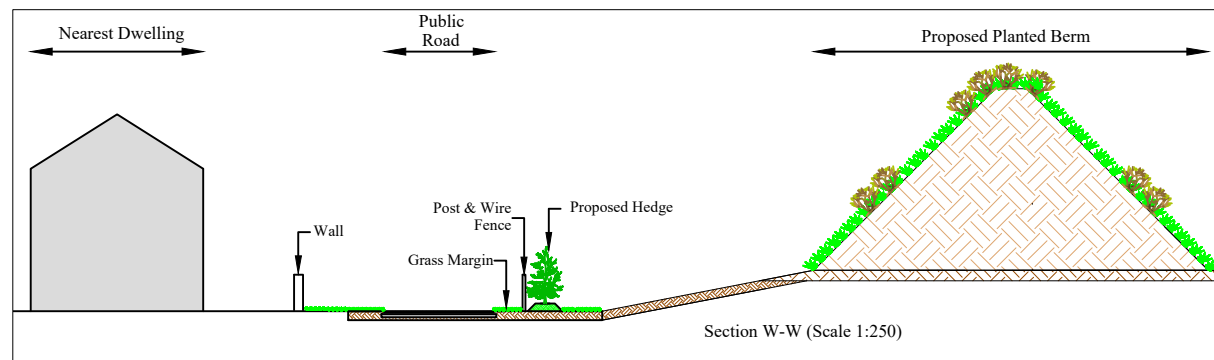 Nearest Dwelling
Public
Road
Proposed Planted Berm
Wall
Post & Wire
Fence
Proposed Hedge
Grass Margin
Section W-W (Scale 1:250)